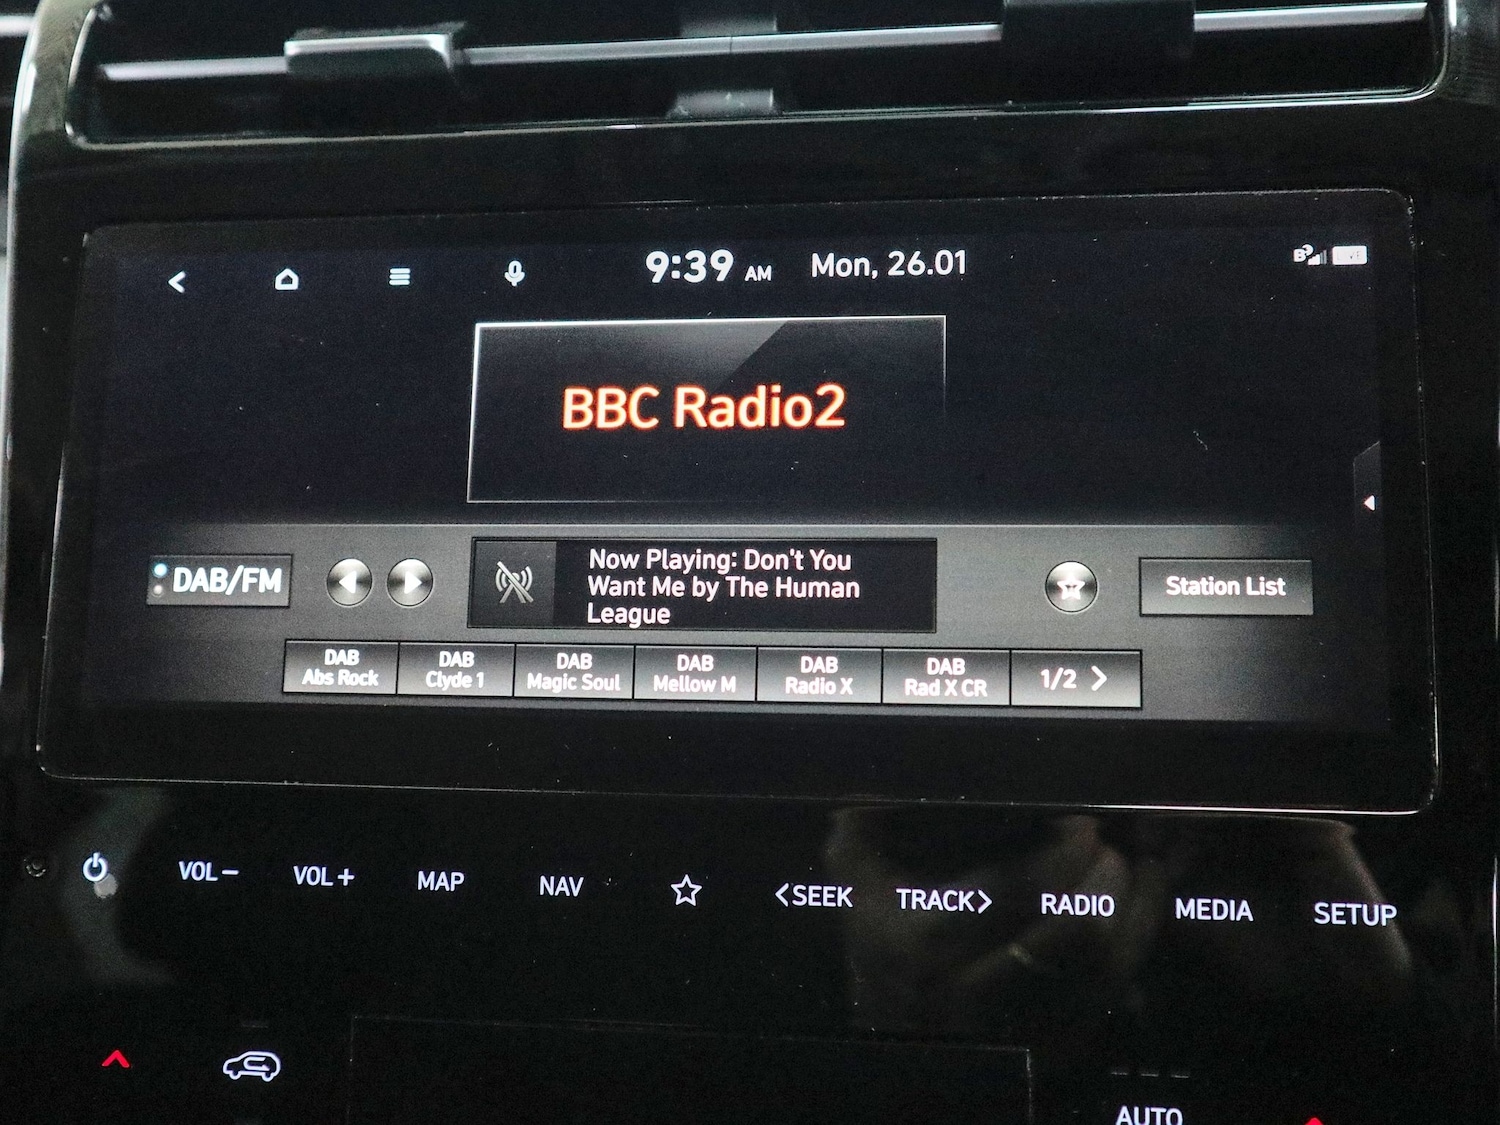 9:39 AM Mon, 26.01
BBC Radio2
DAB/FM
Now Playing: Don't You
Want Me by The Human
League
Station List
DAB
Abs Rock
DAB
Clyde 1
DAB
Magic Soul
DAB
Mellow M
DAB
Radio X
DAB
Rad X CR
1/2 >
VOL− VOL+ MAP NAV <SEEK TRACK> RADIO MEDIA SETUP
AUTO